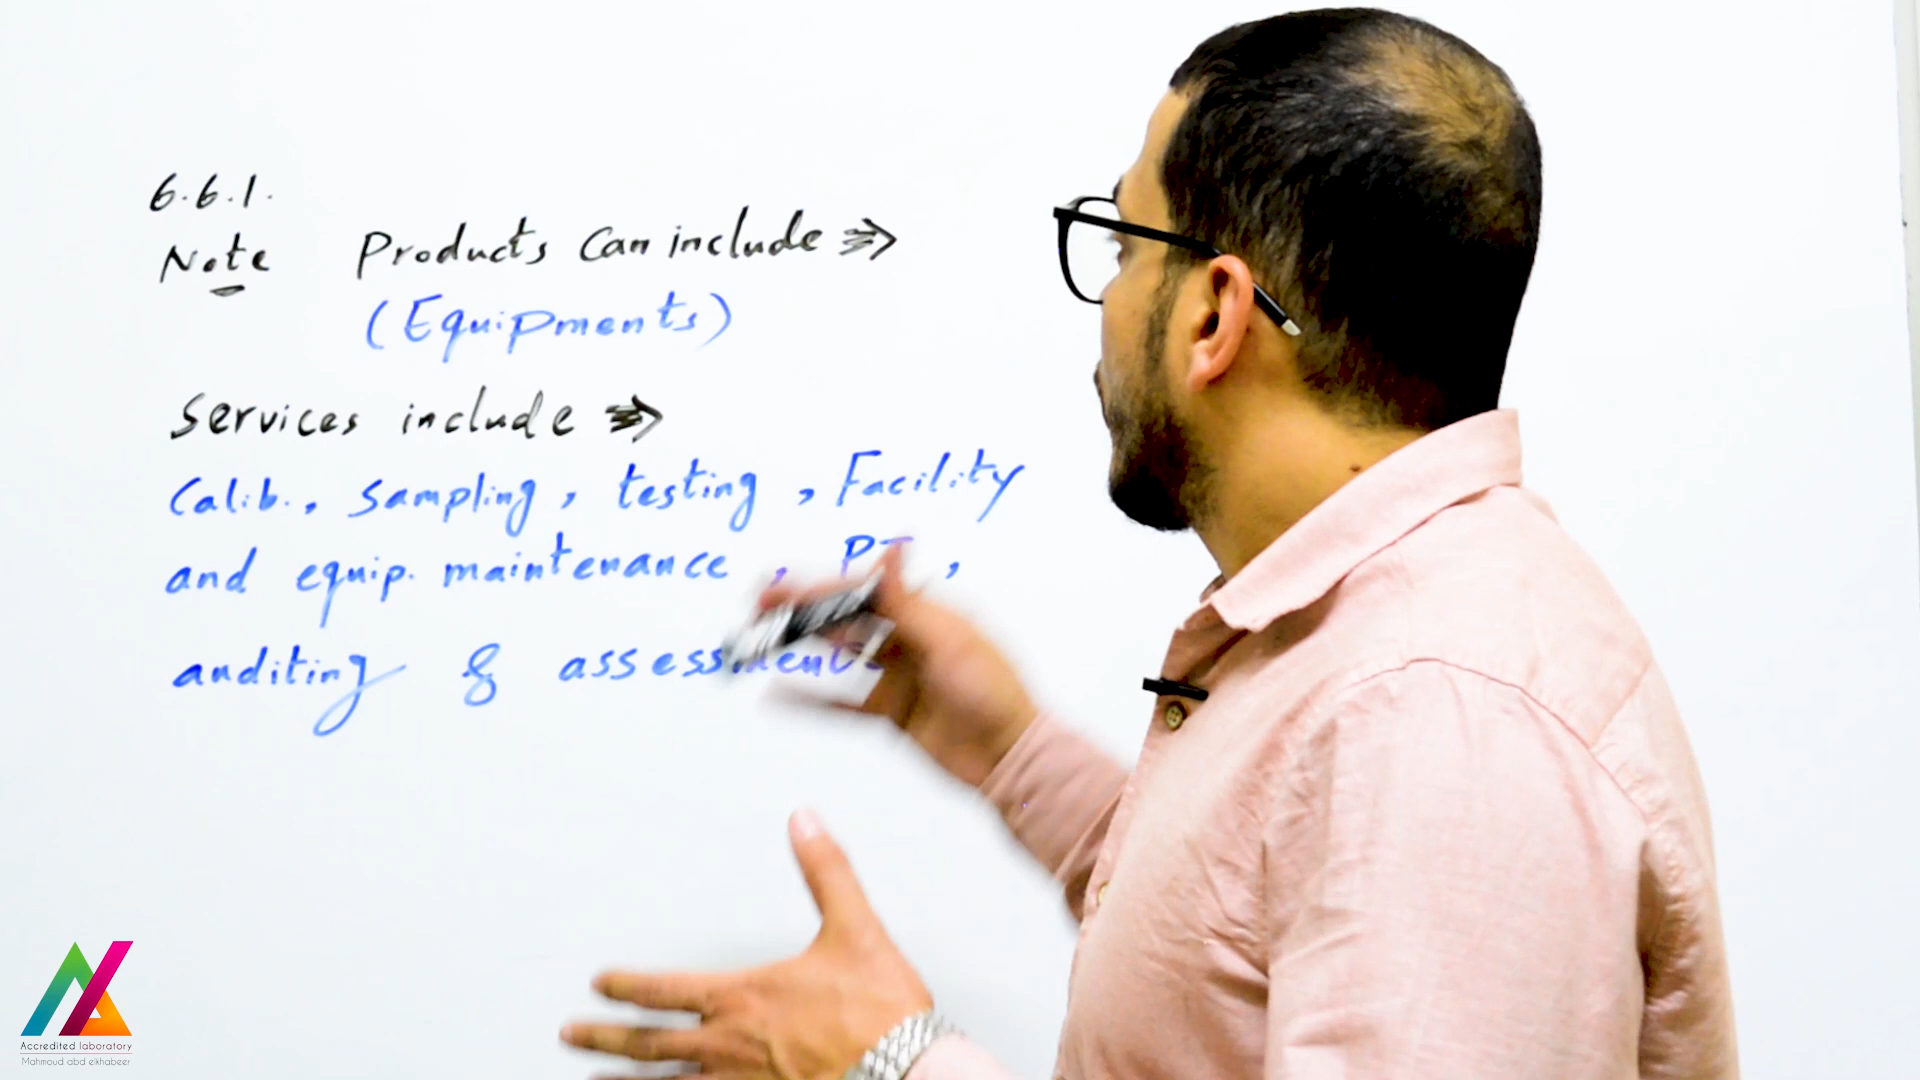 6.6.1.
Note Products Can include ⇒
(Equipments)
Services include ⇒
Calib., sampling, testing, Facility
and equip. maintenance, PT,
auditing & assessment
Accredited laboratory
Mahmoud abd elkhabeer